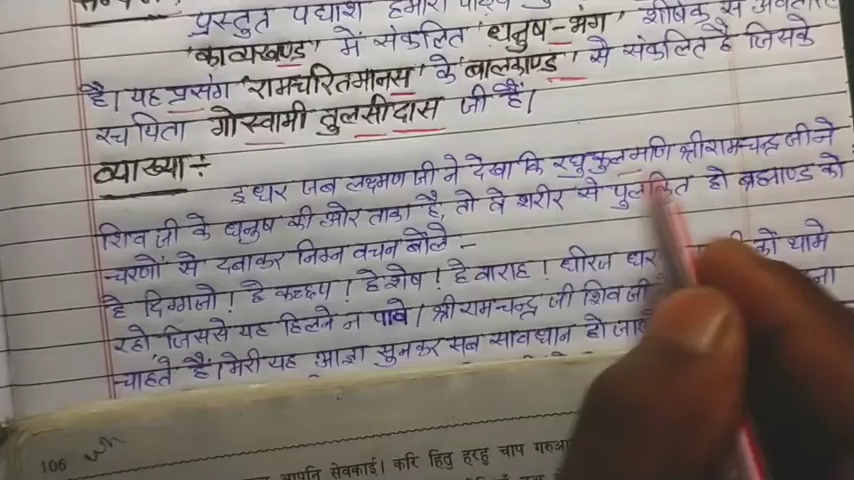 प्रस्तुत पद्यांश हमारी
'काव्यखण्ड' में संकलित 'धनुष-भंग' शीर्षक से
है। यह प्रसंग 'रामचरितमानस' के 'बालकाण्ड' से संकलित है जिसके
रचयिता गोस्वामी तुलसीदास जी हैं।
व्याख्या ÷
इधर जब लक्ष्मण जी ने देखा कि रघुकुलमणि श्रीरामचन्द्र जी ने
शिव जी के धनुष की ओर ताका है, तो वे शरीर से पुलकित हो ब्रह्माण्ड को
चरणों से दबाकर निम्न वचन बोले -
हे दिग्गजो! हे कच्छप! हे शेष! हे वाराह! धीरज धर को थामे
रहो, जिससे यह हिलने न पावे। श्री रामचन्द्र जी शिव जी
चाहते हैं। मेरी यह आज्ञा सुनकर सब सावधान हो
106
आपनि सेवकाई। करि हितु हरहु चाप